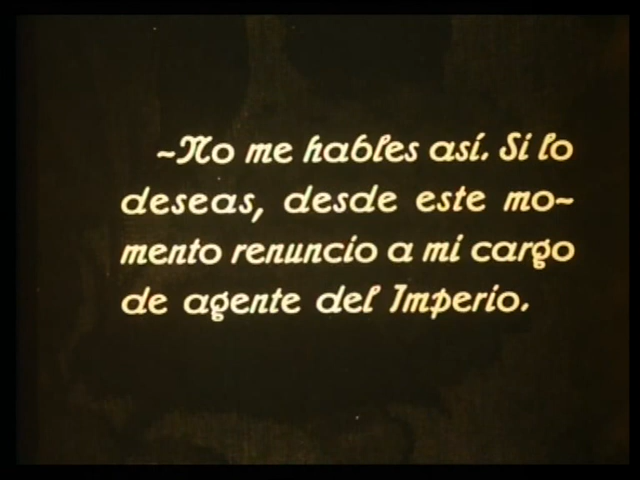 ~No me hables así. Si lo
deseas, desde este mo~
mento renuncio a mi cargo
de agente del Imperio.